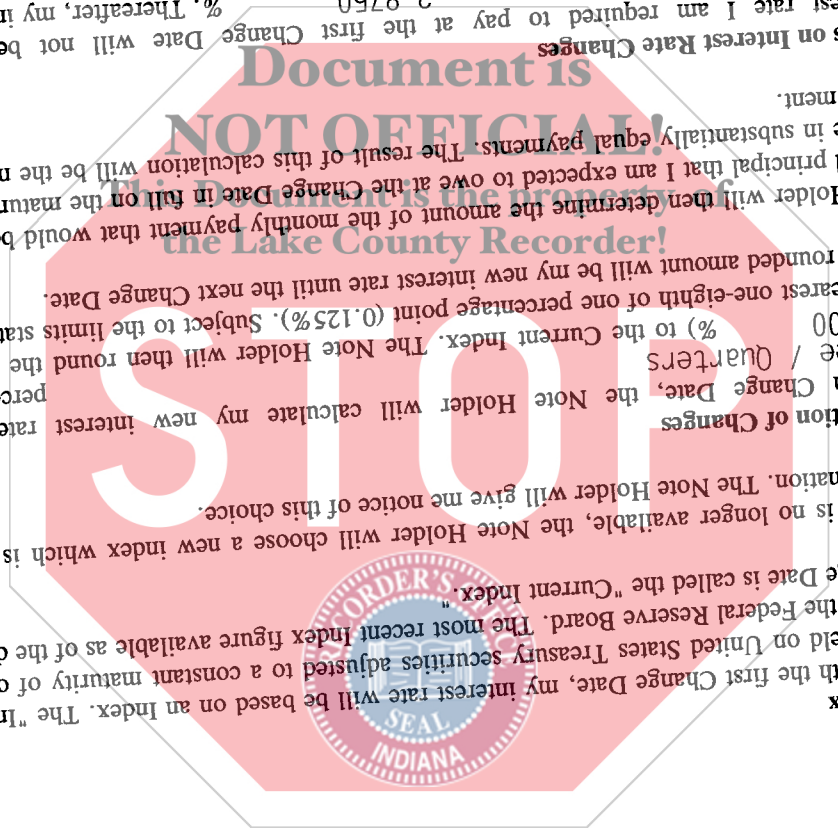 Document is
NOT OFFICIAL!
This Document is the property of
the Lake County Recorder!
STOP
RECORDER'S OFFICE
SEAL
INDIANA
th the first Change Date, my interest rate will be based on an Index. The "In
eld on United States Treasury securities adjusted to a constant maturity of o
the Federal Reserve Board. The most recent Index figure available as of the d
e Date is called the "Current Index."
is no longer available, the Note Holder will choose a new index which is
mation. The Note Holder will give me notice of this choice.
tion of Changes
Change Date, the Note Holder will calculate my new interest rate
e / Quarters perc
00 %) to the Current Index. The Note Holder will then round the
earest one-eighth of one percentage point (0.125%). Subject to the limits stat
rounded amount will be my new interest rate until the next Change Date.
Holder will then determine the amount of the monthly payment that would b
principal that I am expected to owe at the Change Date in full on the matur
e in substantially equal payments. The result of this calculation will be the n
ment.
s on Interest Rate Changes
est rate I am required to pay at the first Change Date will not be
%. Thereafter, my in